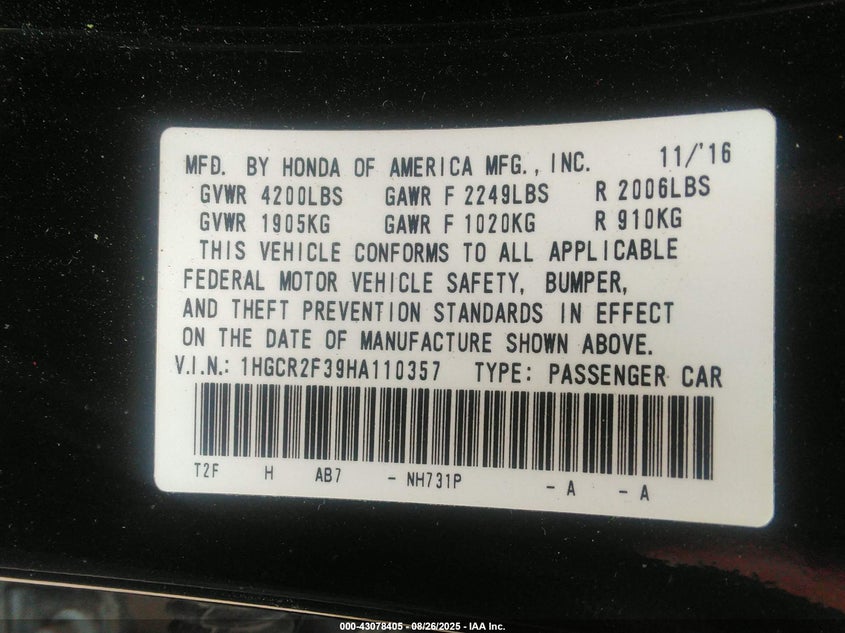 MFD. BY HONDA OF AMERICA MFG., INC. 11/'16
GVWR 4200LBS GAWR F 2249LBS R 2006LBS
GVWR 1905KG GAWR F 1020KG R 910KG
THIS VEHICLE CONFORMS TO ALL APPLICABLE
FEDERAL MOTOR VEHICLE SAFETY, BUMPER,
AND THEFT PREVENTION STANDARDS IN EFFECT
ON THE DATE OF MANUFACTURE SHOWN ABOVE.
V.I.N.: 1HGCR2F39HA110357 TYPE: PASSENGER CAR
T2F H AB7 - NH731P - A - A
000-43078405 - 08/26/2025 - IAA Inc.